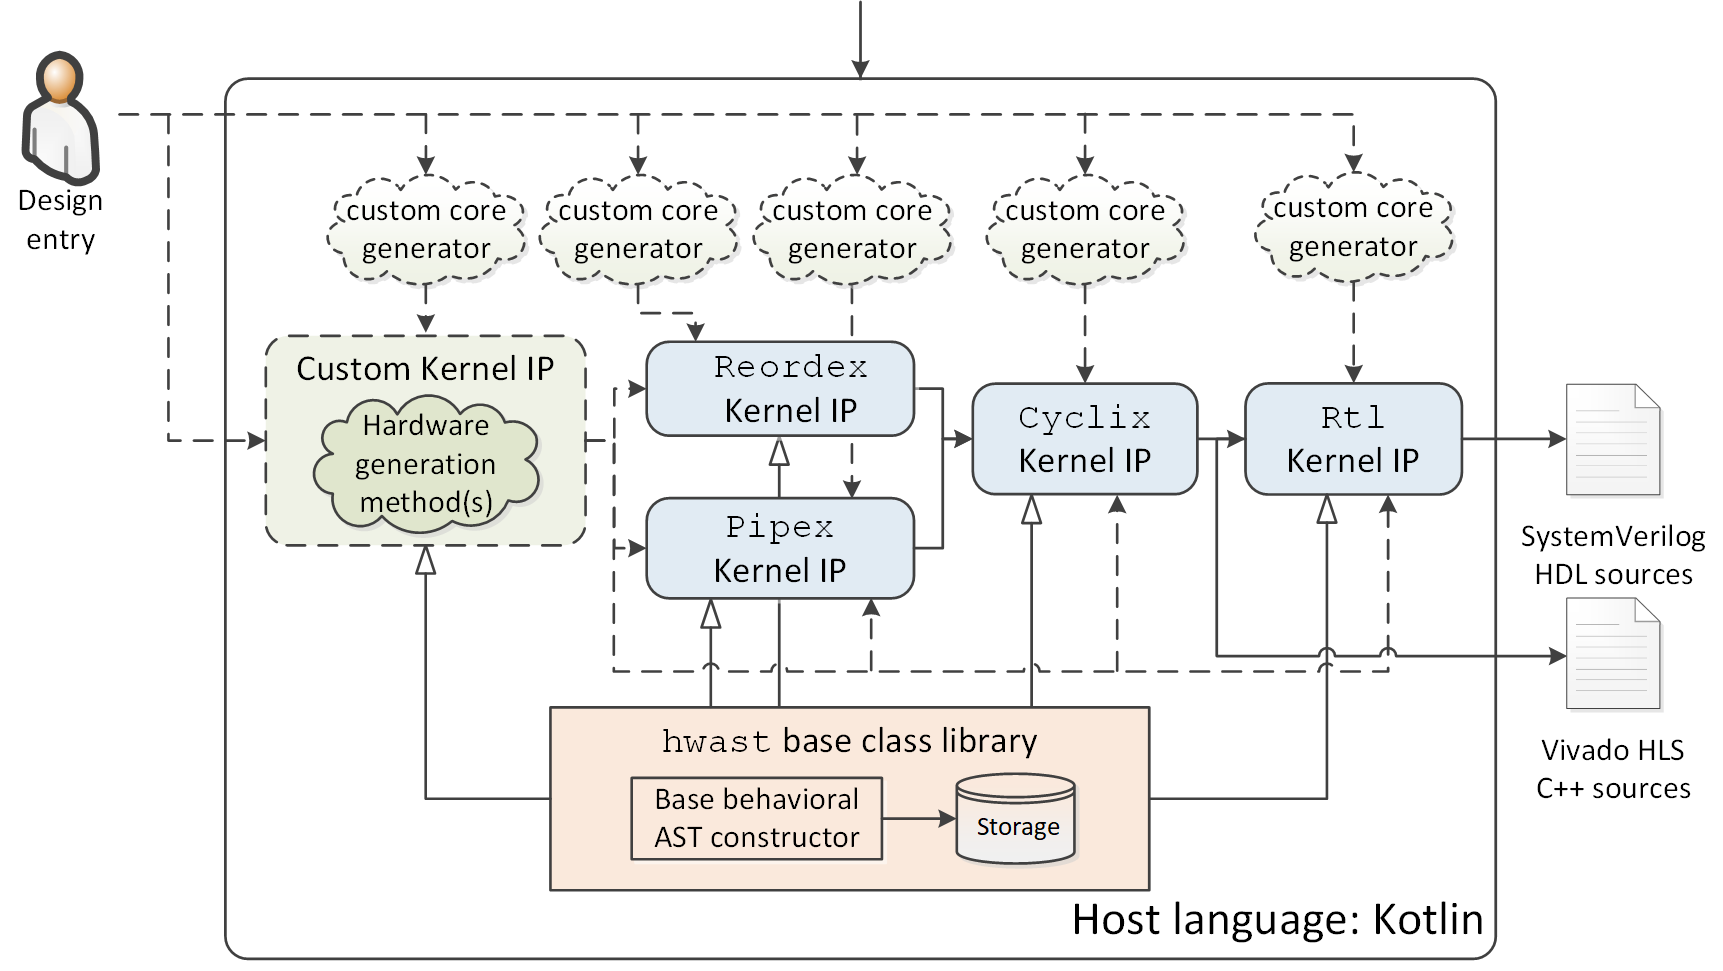 Design
entry
custom core
generator
custom core
generator
custom core
generator
custom core
generator
custom core
generator
Custom Kernel IP
Hardware
generation
method(s)
Reordex
Kernel IP
Pipex
Kernel IP
Cyclix
Kernel IP
Rtl
Kernel IP
SystemVerilog
HDL sources
Vivado HLS
C++ sources
hwast base class library
Base behavioral
AST constructor
Storage
Host language: Kotlin